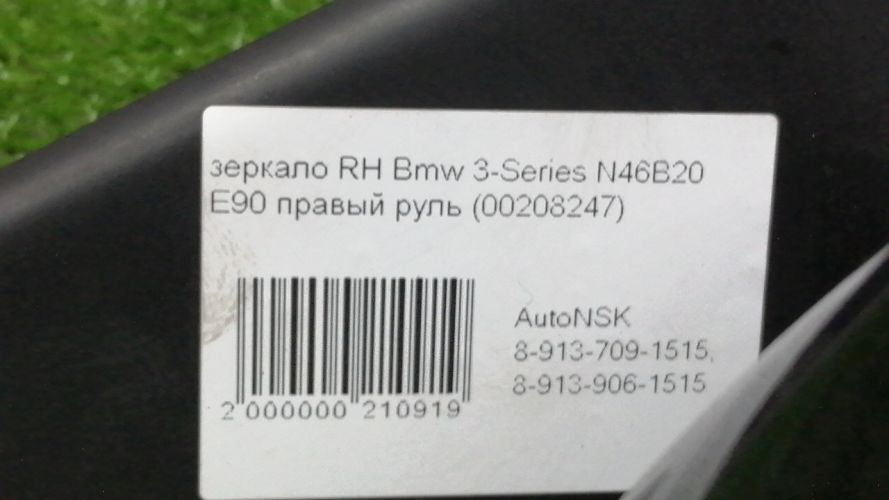 зеркало RH Bmw 3-Series N46B20
E90 правый руль (00208247)
AutoNSK
8-913-709-1515,
8-913-906-1515
2 000000 210919